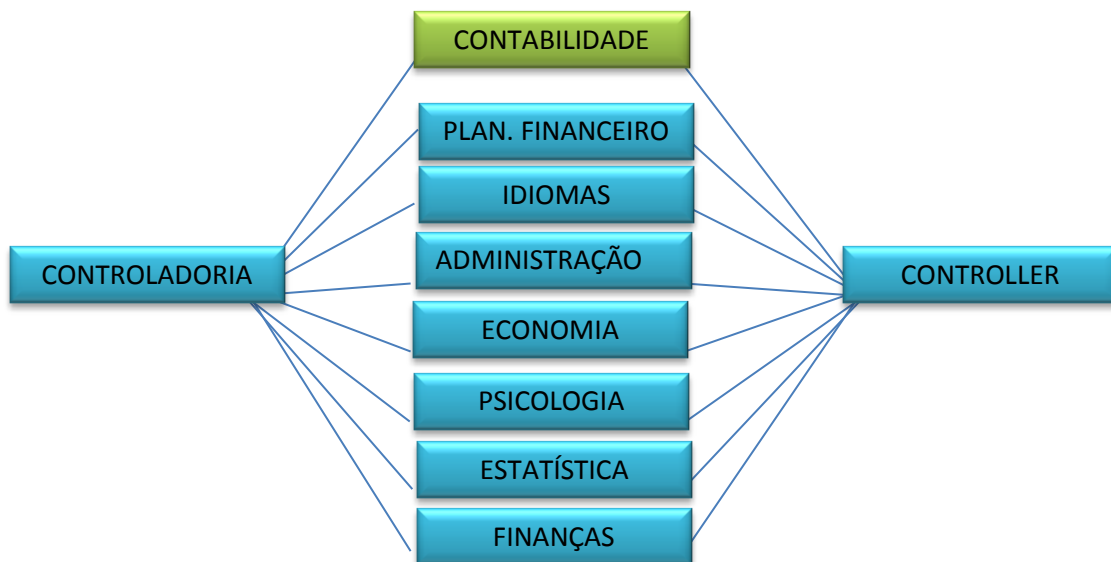 CONTABILIDADE
PLAN. FINANCEIRO
IDIOMAS
ADMINISTRAÇÃO
CONTROLADORIA
CONTROLLER
ECONOMIA
PSICOLOGIA
ESTATÍSTICA
FINANÇAS